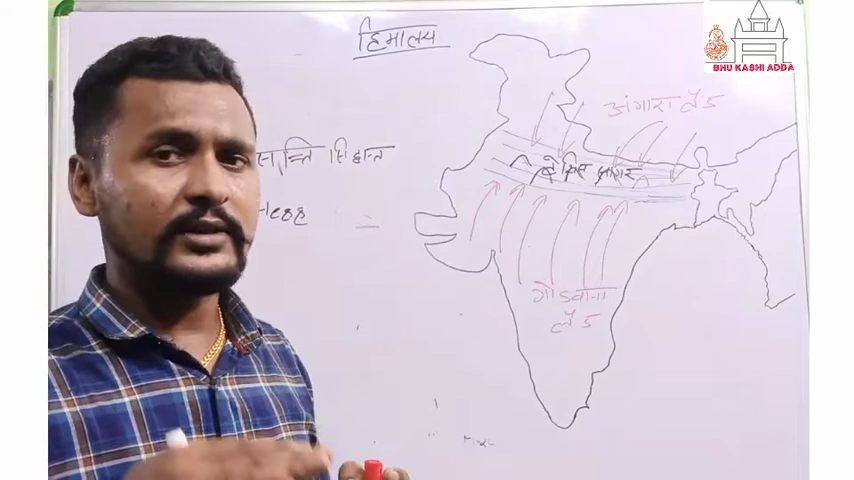 हिमालय
BHU KASHI ADDA
अंगारा लैंड
सिद्धान्त
टेथिस सागर
गोंडवाना
लैंड